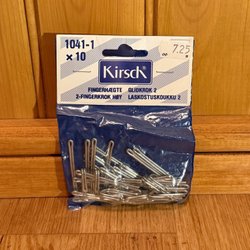 1041-1
x 10
7.25
Kirsch
FINGERHÆGTE GLIDKROK 2
2-FINGERKROK HØY LASKOSTUSKOUKKU 2